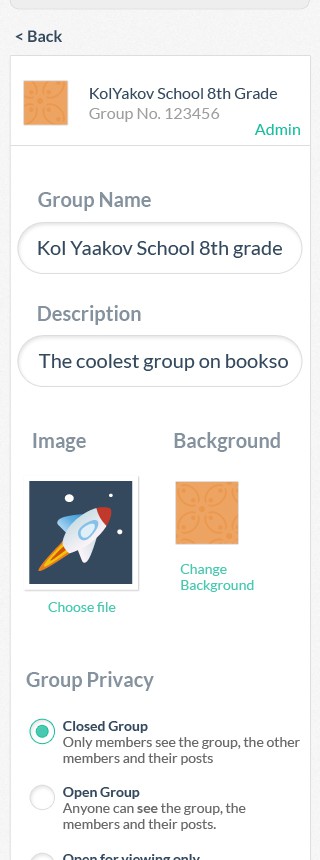 < Back
KolYakov School 8th Grade
Group No. 123456
Admin
Group Name
Kol Yaakov School 8th grade
Description
The coolest group on bookso
Image
Background
Choose file
Change
Background
Group Privacy
Closed Group
Only members see the group, the other
members and their posts
Open Group
Anyone can see the group, the
members and their posts.
Open for viewing only